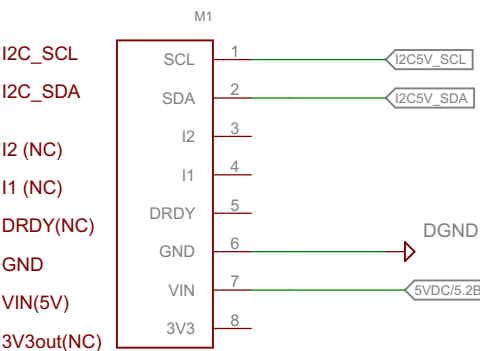 M1
I2C_SCL SCL 1 I2C5V_SCL
I2C_SDA SDA 2 I2C5V_SDA
I2 (NC) I2 3
I1 (NC) I1 4
DRDY(NC) DRDY 5
DGND
GND GND 6
VIN(5V) VIN 7 5VDC/5.2B
3V3out(NC) 3V3 8